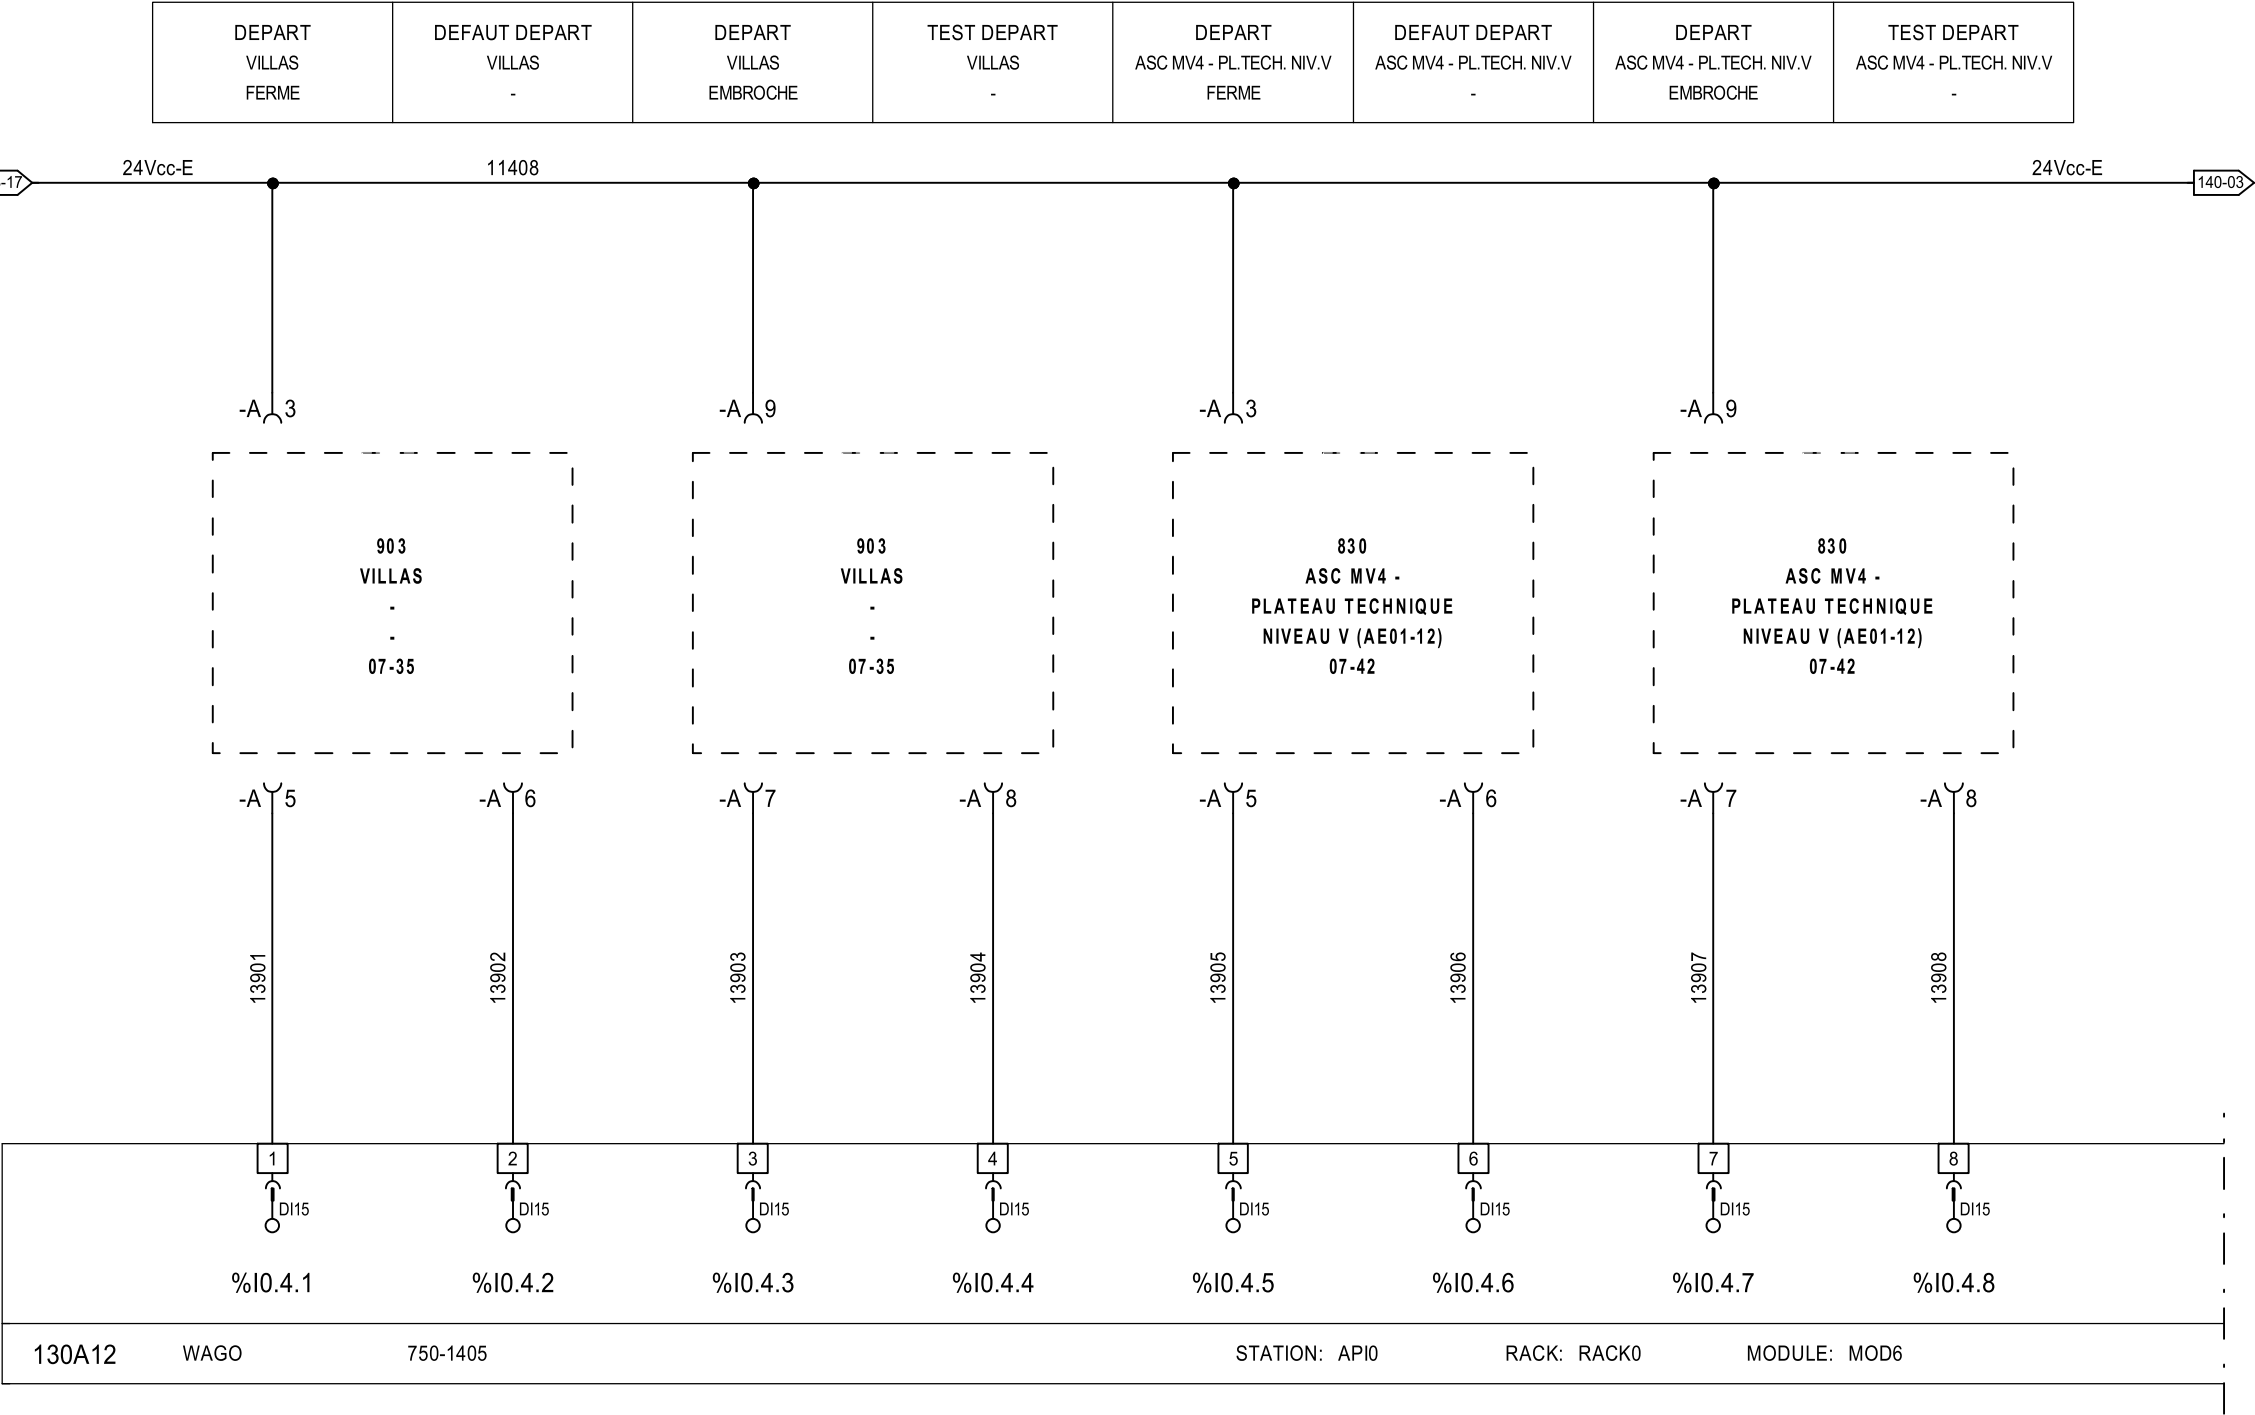 DEPART
VILLAS
FERME
DEFAUT DEPART
VILLAS
-
DEPART
VILLAS
EMBROCHE
TEST DEPART
VILLAS
-
DEPART
ASC MV4 - PL.TECH. NIV.V
FERME
DEFAUT DEPART
ASC MV4 - PL.TECH. NIV.V
-
DEPART
ASC MV4 - PL.TECH. NIV.V
EMBROCHE
TEST DEPART
ASC MV4 - PL.TECH. NIV.V
-
-17 24Vcc-E 11408 24Vcc-E 140-03
-A 3 -A 9 -A 3 -A 9
903
VILLAS
-
-
07-35
903
VILLAS
-
-
07-35
830
ASC MV4 -
PLATEAU TECHNIQUE
NIVEAU V (AE01-12)
07-42
830
ASC MV4 -
PLATEAU TECHNIQUE
NIVEAU V (AE01-12)
07-42
-A 5 -A 6 -A 7 -A 8 -A 5 -A 6 -A 7 -A 8
13901 13902 13903 13904 13905 13906 13907 13908
1 2 3 4 5 6 7 8
DI15 DI15 DI15 DI15 DI15 DI15 DI15 DI15
%I0.4.1 %I0.4.2 %I0.4.3 %I0.4.4 %I0.4.5 %I0.4.6 %I0.4.7 %I0.4.8
130A12 WAGO 750-1405 STATION: API0 RACK: RACK0 MODULE: MOD6